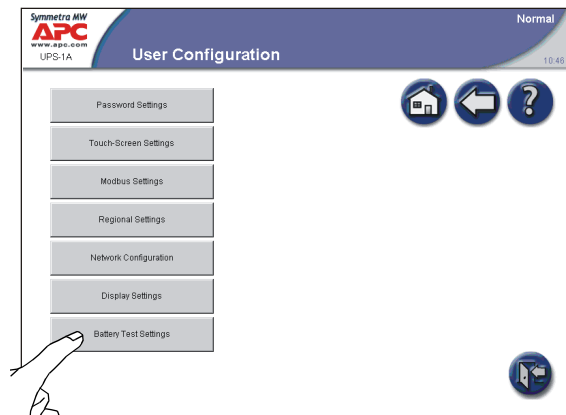 Symmetra MW
APC
www.apc.com
UPS-1A
User Configuration
Normal
10:46
Password Settings
Touch-Screen Settings
Modbus Settings
Regional Settings
Network Configuration
Display Settings
Battery Test Settings
?